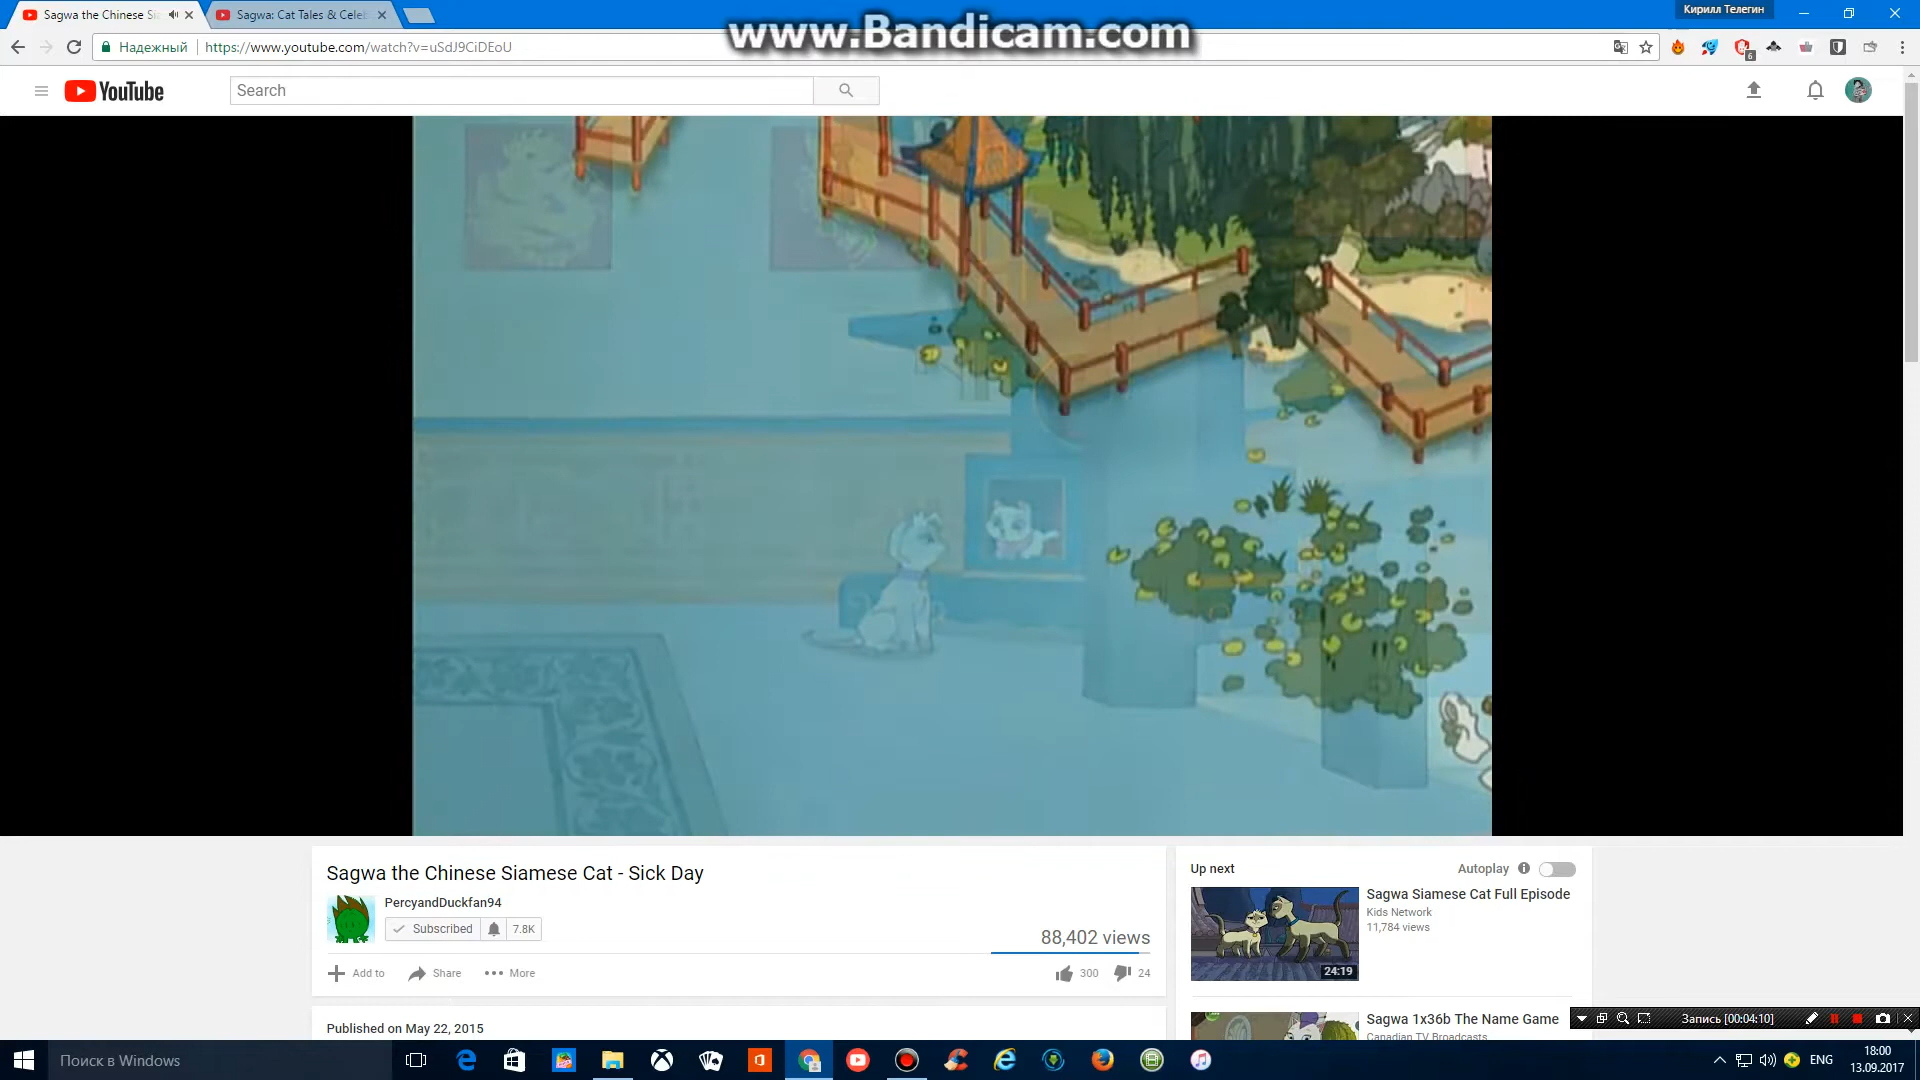 Sagwa the Chinese Si
Sagwa: Cat Tales & Celeb
www.Bandicam.com
Кирилл Телегин
Надежный
https://www.youtube.com/watch?v=uSdJ9CiDEoU
6
YouTube
Search
Sagwa the Chinese Siamese Cat - Sick Day
PercyandDuckfan94
Subscribed
7.8K
88,402 views
Add to
Share
More
300
24
Published on May 22, 2015
Up next
Autoplay
Sagwa Siamese Cat Full Episode
Kids Network
11,784 views
24:19
Sagwa 1x36b The Name Game
Canadian TV Broadcasts
Запись [00:04:10]
Поиск в Windows
ENG
18:00
13.09.2017